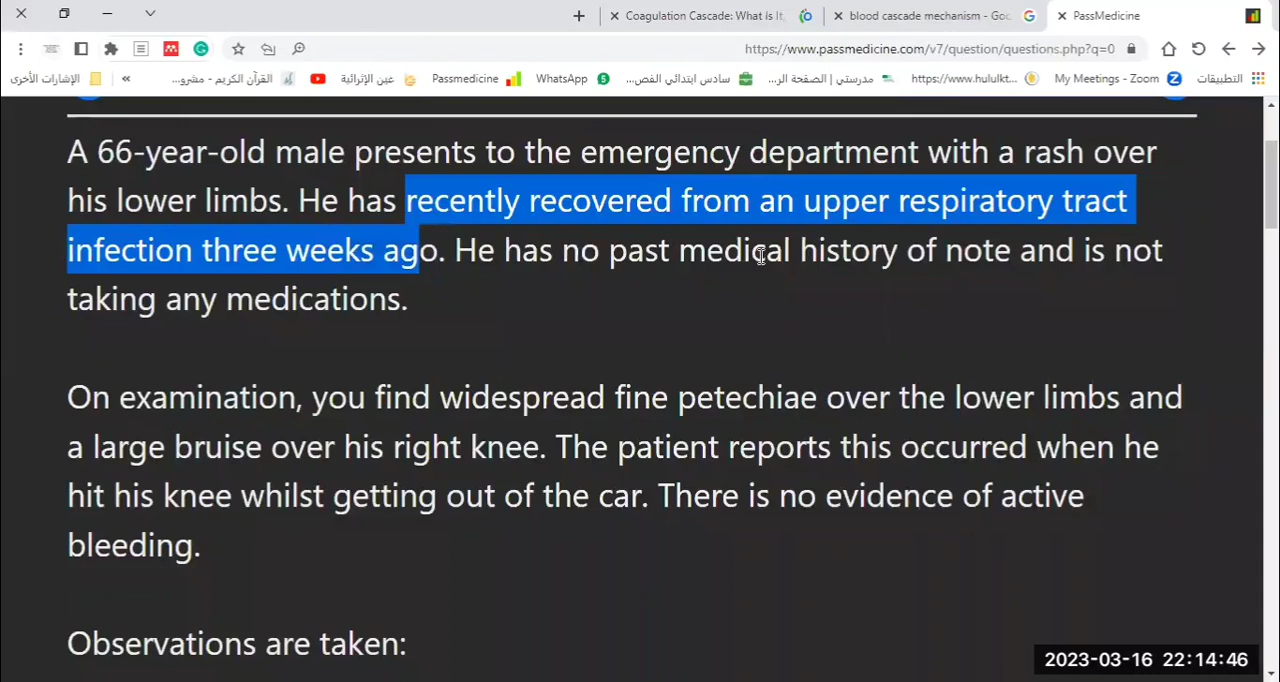 Coagulation Cascade: What is It,
blood cascade mechanism - Goo
PassMedicine
https://www.passmedicine.com/v7/question/questions.php?q=0
الإشارات الأخرى
«
القرآن الكريم - مشرو...
عين الإثرائية
Passmedicine
WhatsApp
سادس ابتدائي الفص...
مدرستي | الصفحة الر...
https://www.hululkt...
My Meetings - Zoom
التطبيقات
A 66-year-old male presents to the emergency department with a rash over
his lower limbs. He has recently recovered from an upper respiratory tract
infection three weeks ago. He has no past medical history of note and is not
taking any medications.
On examination, you find widespread fine petechiae over the lower limbs and
a large bruise over his right knee. The patient reports this occurred when he
hit his knee whilst getting out of the car. There is no evidence of active
bleeding.
Observations are taken:
2023-03-16 22:14:46